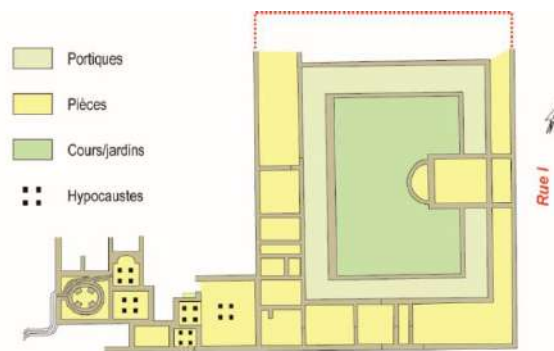 Portiques
Pièces
Cours/jardins
Hypocaustes
Rue I